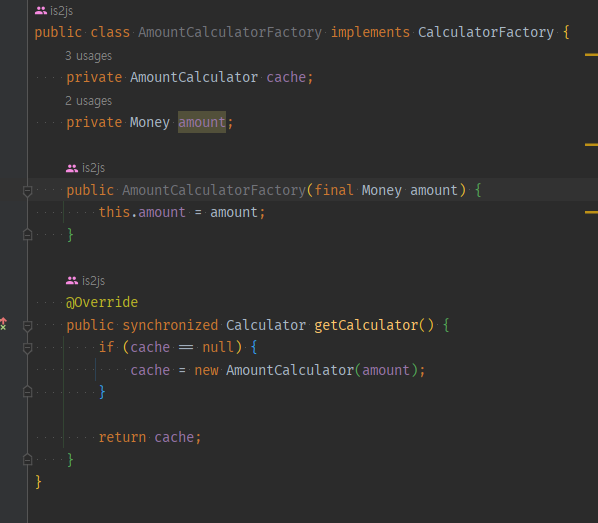 is2js
public class AmountCalculatorFactory implements CalculatorFactory {
3 usages
private AmountCalculator cache;
2 usages
private Money amount;
is2js
public AmountCalculatorFactory(final Money amount) {
this.amount = amount;
}
is2js
@Override
public synchronized Calculator getCalculator() {
if (cache == null) {
cache = new AmountCalculator(amount);
}
return cache;
}
}